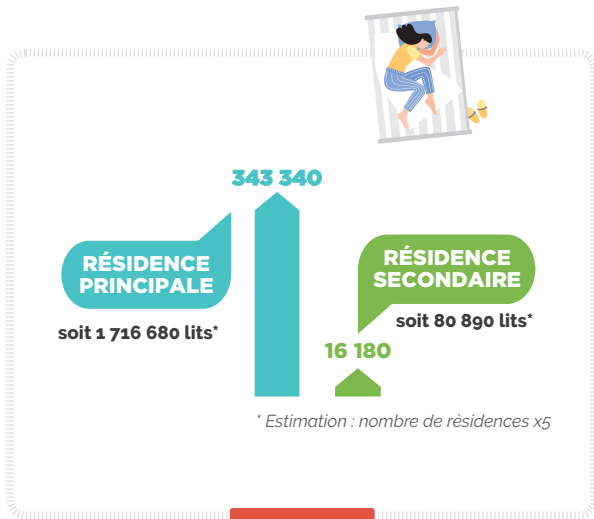 343 340
RÉSIDENCE
PRINCIPALE
soit 1 716 680 lits*
RÉSIDENCE
SECONDAIRE
soit 80 890 lits*
16 180
* Estimation : nombre de résidences x5